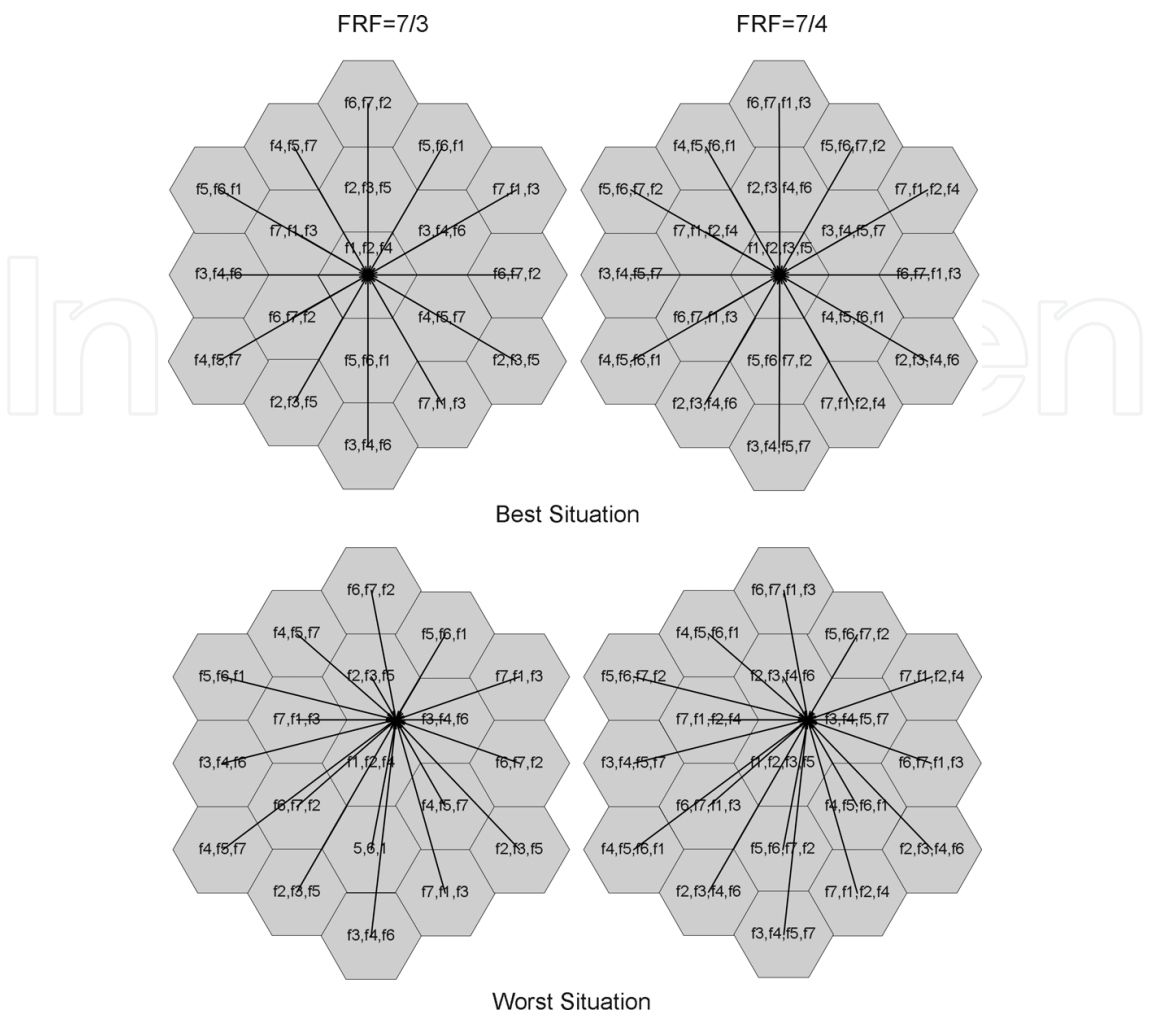 FRF=7/3 FRF=7/4
f6,f7,f2 f6,f7,f1,f3
f4,f5,f7 f5,f6,f1 f4,f5,f6,f1 f5,f6,f7,f2
f5,f6,f1 f2,f3,f5 f7,f1,f3 f5,f6,f7,f2 f2,f3,f4,f6 f7,f1,f2,f4
f7,f1,f3 f3,f4,f6 f7,f1,f2,f4 f3,f4,f5,f7
f1,f2,f4 f1,f2,f3,f5
f3,f4,f6 f6,f7,f2 f3,f4,f5,f7 f6,f7,f1,f3
f6,f7,f2 f4,f5,f7 f6,f7,f1,f3 f4,f5,f6,f1
f4,f5,f7 f5,f6,f1 f2,f3,f5 f4,f5,f6,f1 f5,f6,f7,f2 f2,f3,f4,f6
f2,f3,f5 f7,f1,f3 f2,f3,f4,f6 f7,f1,f2,f4
f3,f4,f6 f3,f4,f5,f7
Best Situation
f6,f7,f2 f6,f7,f1,f3
f4,f5,f7 f5,f6,f1 f4,f5,f6,f1 f5,f6,f7,f2
f5,f6,f1 f2,f3,f5 f7,f1,f3 f5,f6,f7,f2 f2,f3,f4,f6 f7,f1,f2,f4
f7,f1,f3 f3,f4,f6 f7,f1,f2,f4 f3,f4,f5,f7
f3,f4,f6 f1,f2,f4 f6,f7,f2 f3,f4,f5,f7 f1,f2,f3,f5 f6,f7,f1,f3
f6,f7,f2 f4,f5,f7 f6,f7,f1,f3 f4,f5,f6,f1
f4,f5,f7 5,6,1 f2,f3,f5 f4,f5,f6,f1 f5,f6,f7,f2 f2,f3,f4,f6
f2,f3,f5 f7,f1,f3 f2,f3,f4,f6 f7,f1,f2,f4
f3,f4,f6 f3,f4,f5,f7
Worst Situation